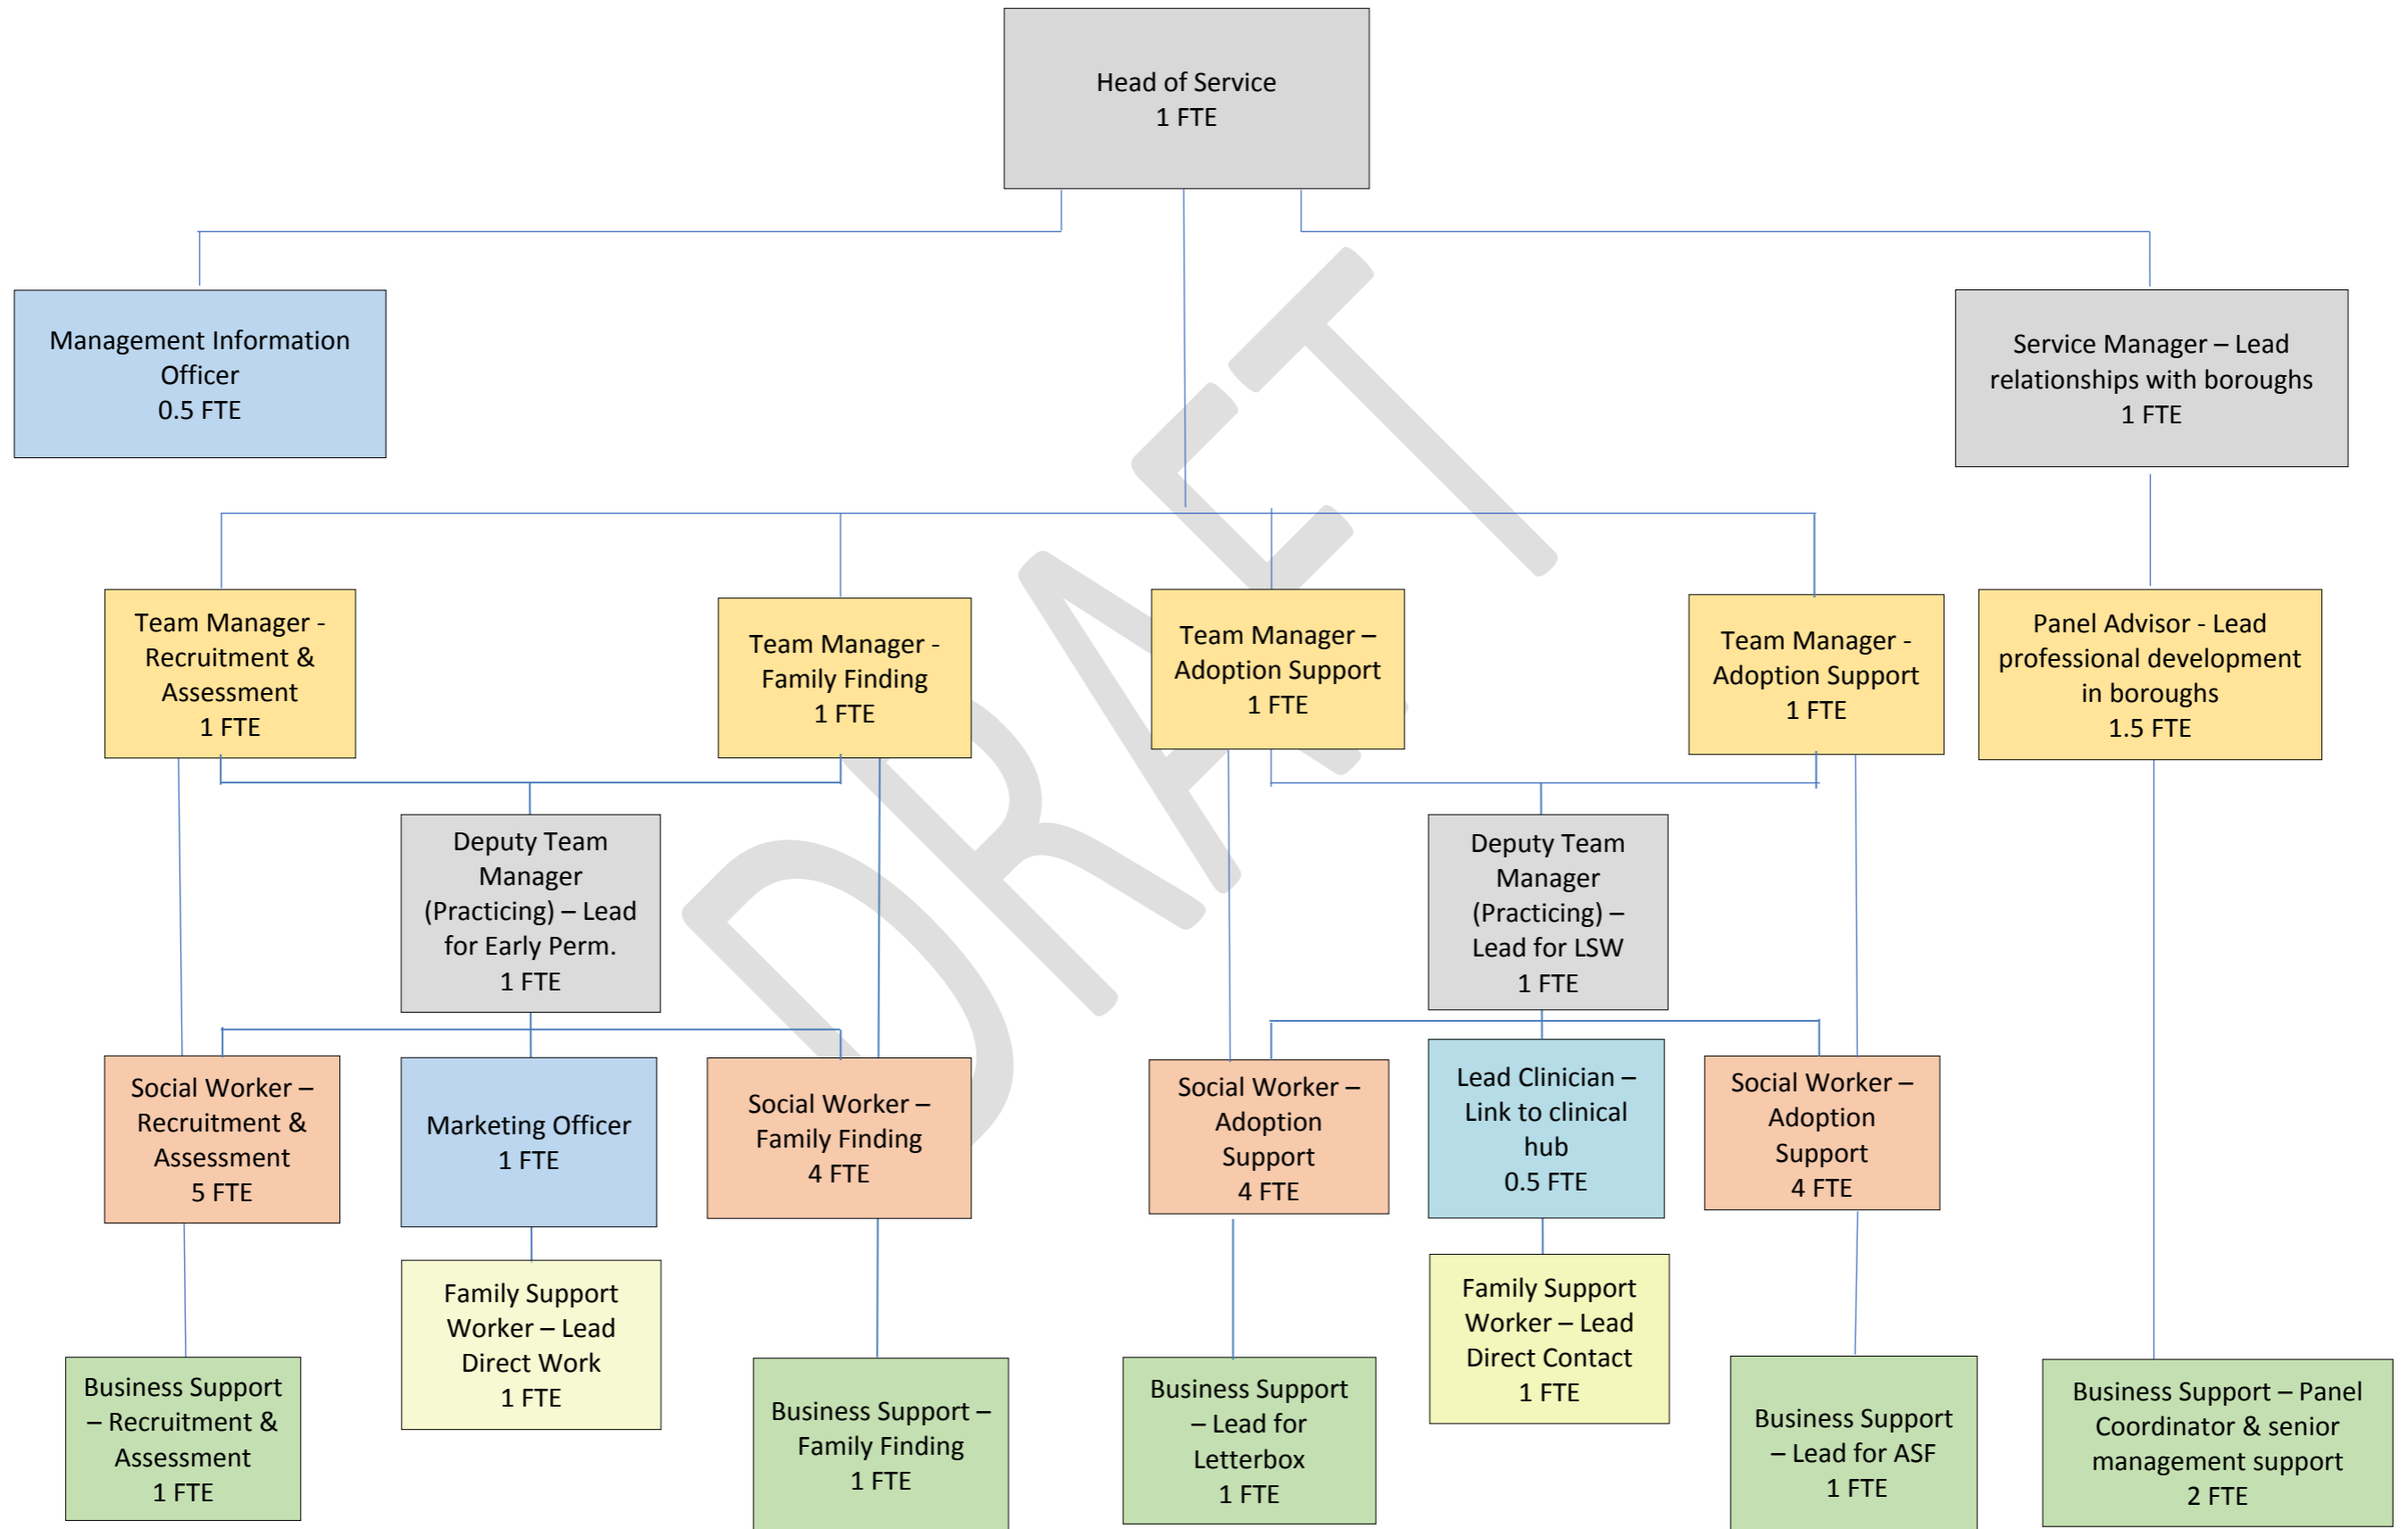 Head of Service
1 FTE
Management Information
Officer
0.5 FTE
Service Manager – Lead
relationships with boroughs
1 FTE
Team Manager -
Recruitment &
Assessment
1 FTE
Team Manager -
Family Finding
1 FTE
Team Manager –
Adoption Support
1 FTE
Team Manager -
Adoption Support
1 FTE
Panel Advisor - Lead
professional development
in boroughs
1.5 FTE
Deputy Team
Manager
(Practicing) – Lead
for Early Perm.
1 FTE
Deputy Team
Manager
(Practicing) –
Lead for LSW
1 FTE
Social Worker –
Recruitment &
Assessment
5 FTE
Marketing Officer
1 FTE
Social Worker –
Family Finding
4 FTE
Social Worker –
Adoption
Support
4 FTE
Lead Clinician –
Link to clinical
hub
0.5 FTE
Social Worker –
Adoption
Support
4 FTE
Family Support
Worker – Lead
Direct Work
1 FTE
Family Support
Worker – Lead
Direct Contact
1 FTE
Business Support
– Recruitment &
Assessment
1 FTE
Business Support –
Family Finding
1 FTE
Business Support
– Lead for
Letterbox
1 FTE
Business Support
– Lead for ASF
1 FTE
Business Support – Panel
Coordinator & senior
management support
2 FTE
DRAFT